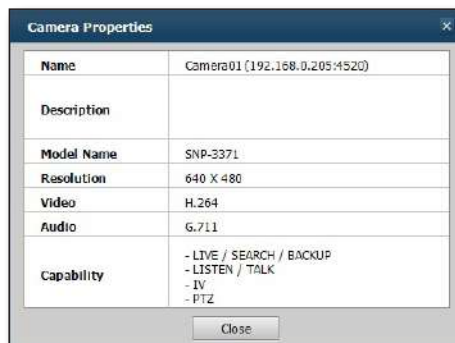 Camera Properties ×
Name Camera01 (192.168.0.205:4520)
Description
Model Name SNP-3371
Resolution 640 X 480
Video H.264
Audio G.711
Capability
- LIVE / SEARCH / BACKUP
- LISTEN / TALK
- IV
- PTZ
Close